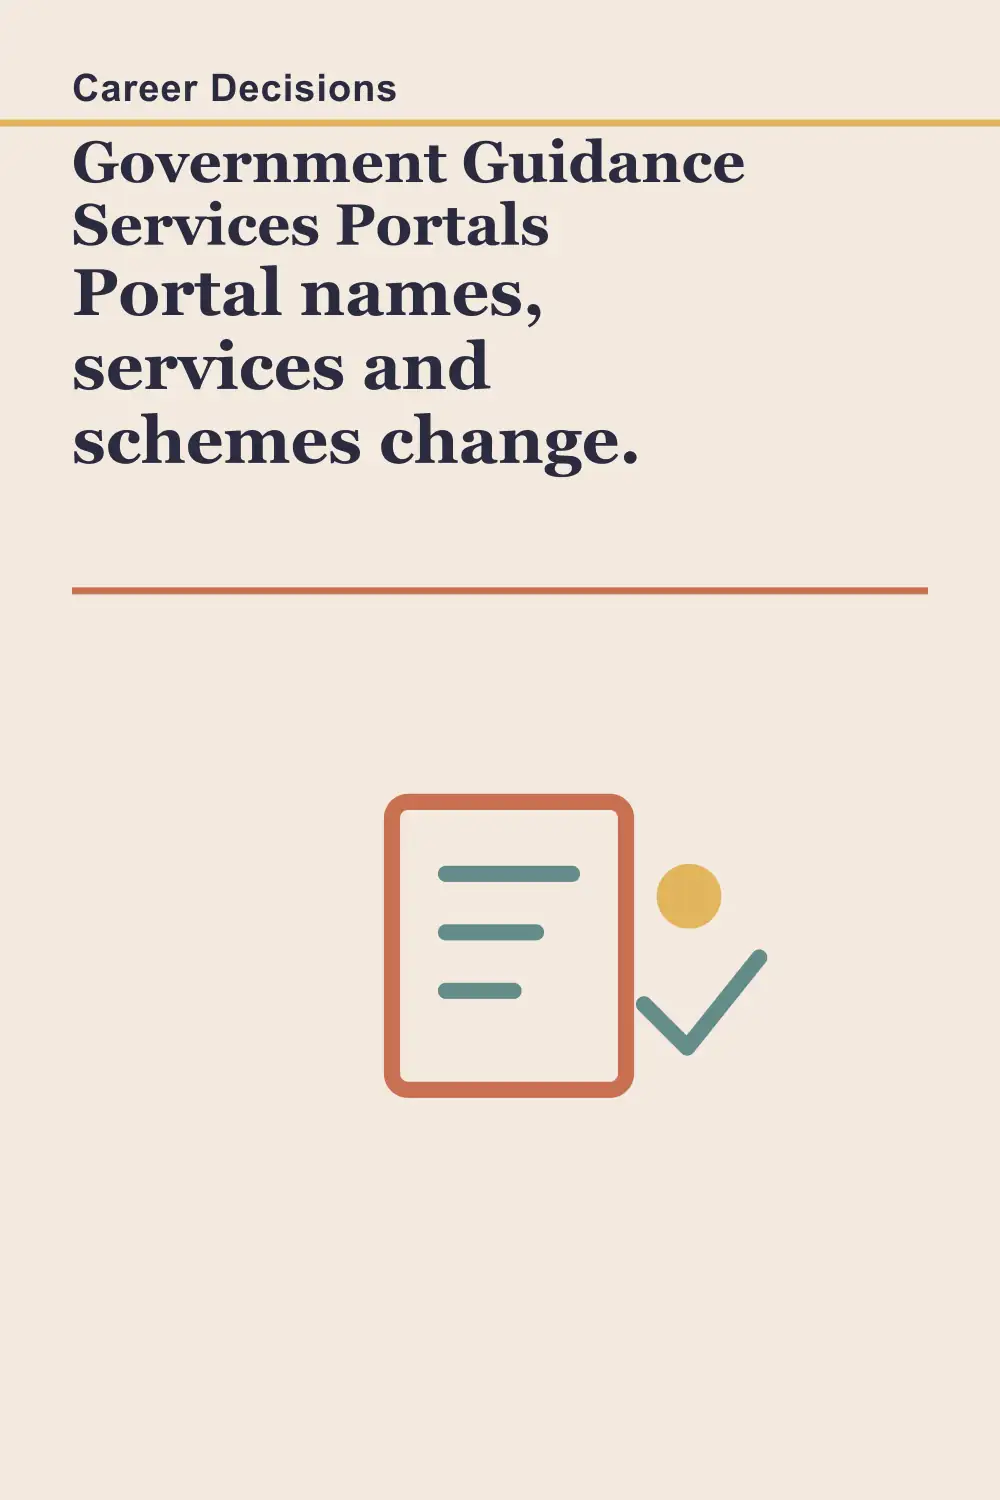 Career Decisions
Government Guidance
Services Portals
Portal names,
services and
schemes change.